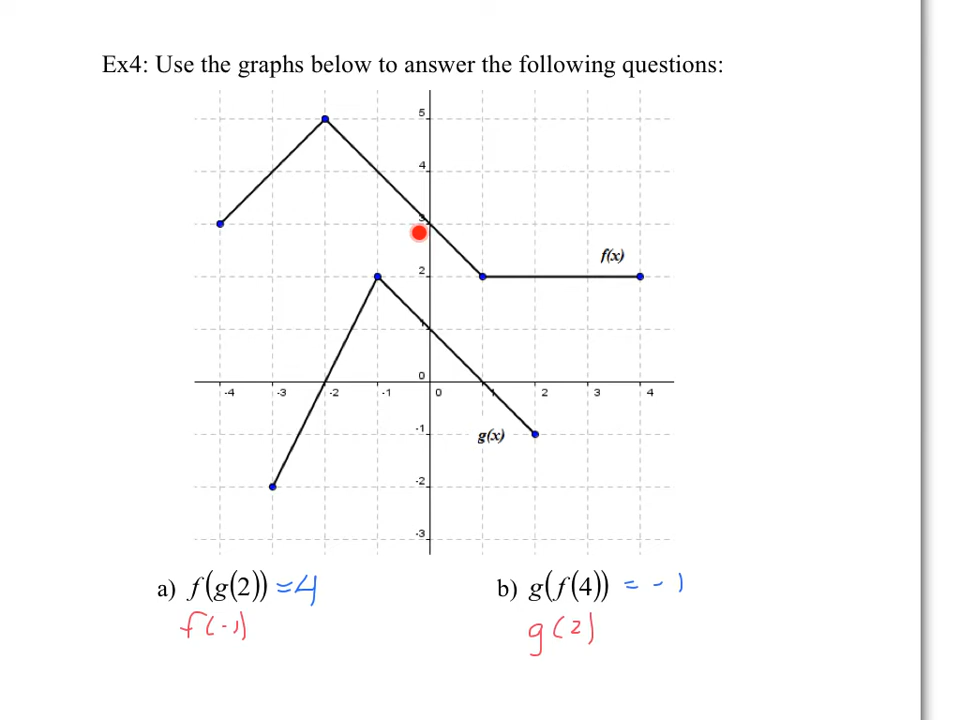 Ex4: Use the graphs below to answer the following questions:
5
4
3
f(x)
2
1
0
-4 -3 -2 -1 0 1 2 3 4
-1
g(x)
-2
-3
a) f(g(2)) = 4
b) g(f(4)) = -1
f(-1)
g(2)